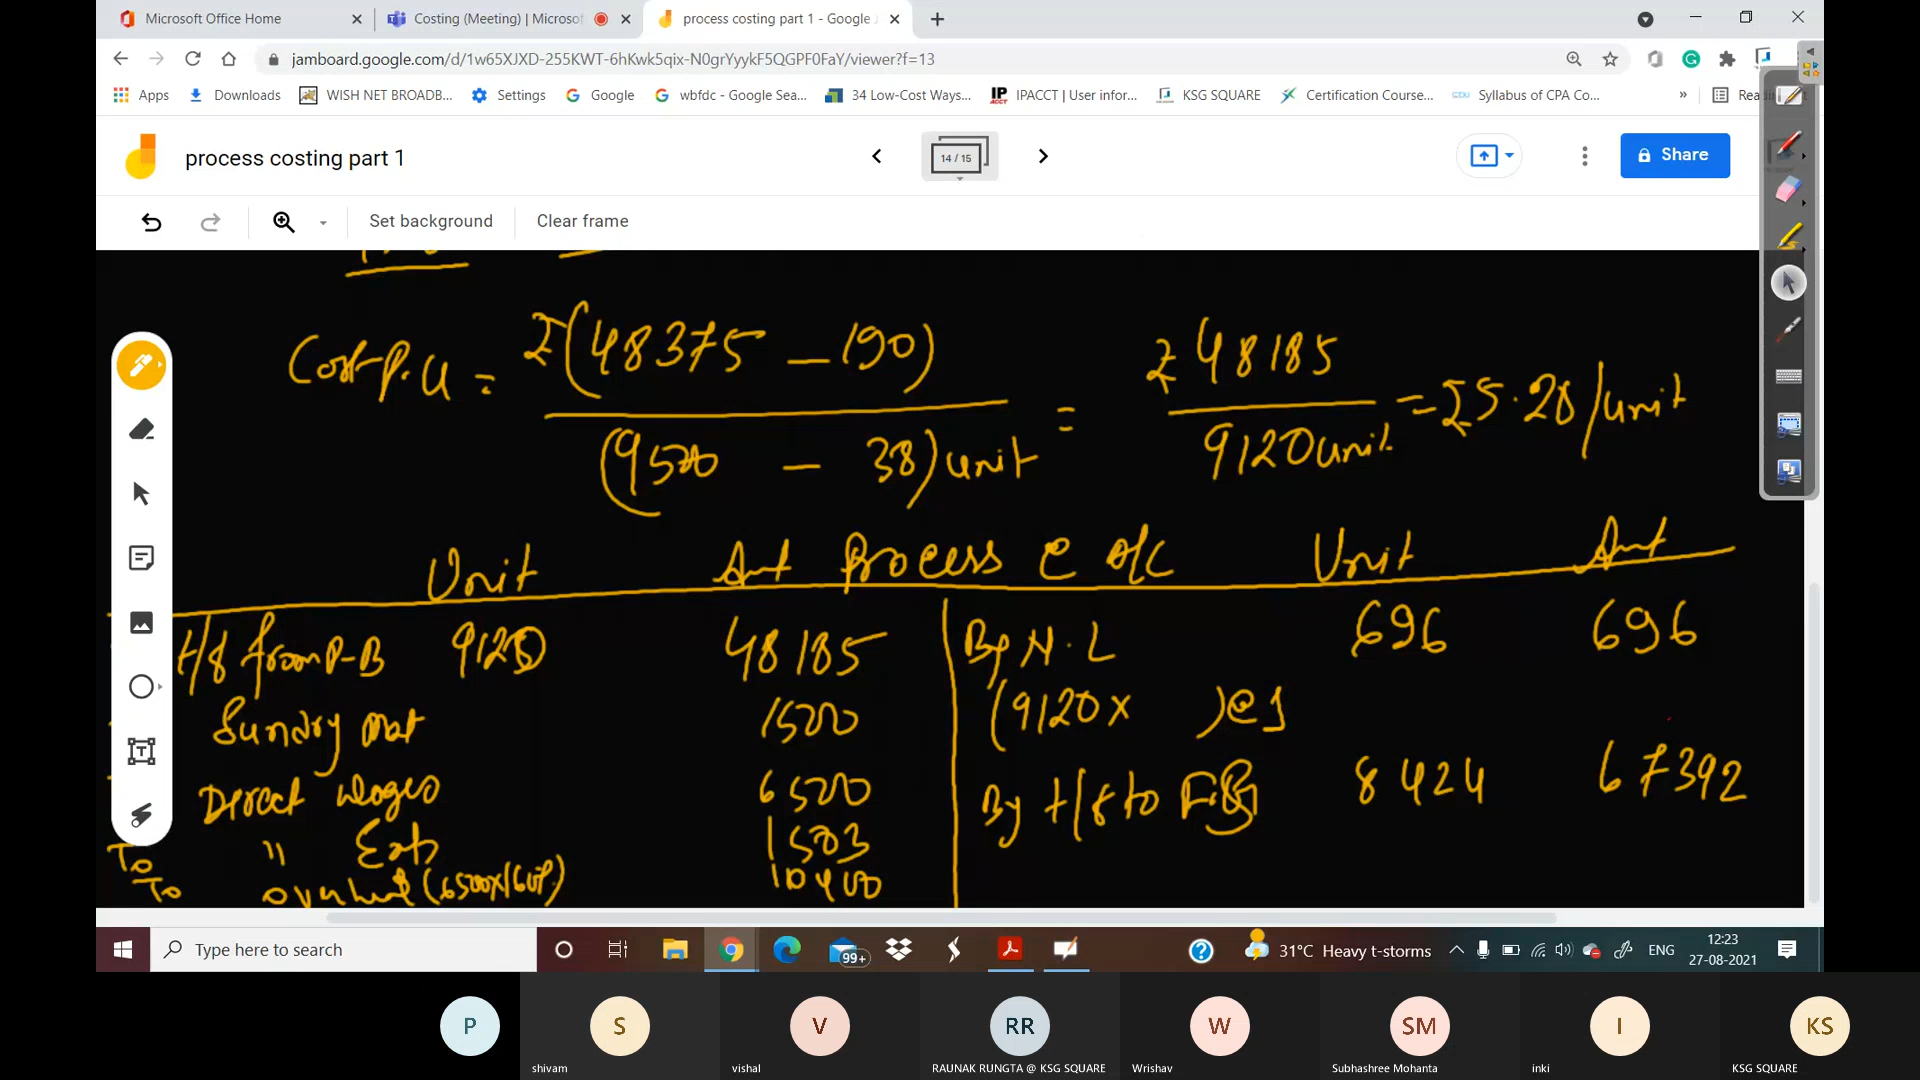 Microsoft Office Home
Costing (Meeting) | Microsof
process costing part 1 - Google J
jamboard.google.com/d/1w65XJXD-255KWT-6hKwk5qix-N0grYyykF5QGPF0FaY/viewer?f=13
Apps
Downloads
WISH NET BROADB...
Settings
Google
wbfdc - Google Sea...
34 Low-Cost Ways...
IPACCT | User infor...
KSG SQUARE
Certification Course...
Syllabus of CPA Co...
»
process costing part 1
14 / 15
Share
Set background
Clear frame
Cost P.U = ₹(48375 – 190) = ₹48185 = ₹5.28/unit
(9500 – 38) unit 9120 unit
Unit Amt Process C A/C Unit Amt
t/f from P-B 9120 48185 By N.L 696 696
Sundry mat 1500 (9120 x )@1
Direct wages 6500 By t/f to FG 8424 67392
To " Exp 1503
To overhead (6500x160%) 10400
Type here to search
99+
31°C Heavy t-storms
ENG
12:23
27-08-2021
P
S
V
RR
W
SM
I
KS
shivam
vishal
RAUNAK RUNGTA @ KSG SQUARE
Wrishav
Subhashree Mohanta
inki
KSG SQUARE